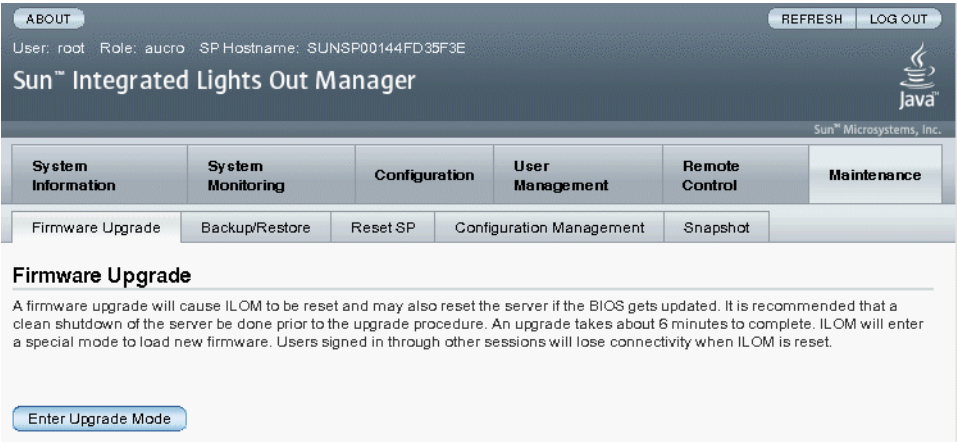 ABOUT
REFRESH LOG OUT
User: root Role: aucro SP Hostname: SUNSP00144FD35F3E
Sun™ Integrated Lights Out Manager
Java™
Sun™ Microsystems, Inc.
System Information
System Monitoring
Configuration
User Management
Remote Control
Maintenance
Firmware Upgrade Backup/Restore Reset SP Configuration Management Snapshot
Firmware Upgrade
A firmware upgrade will cause ILOM to be reset and may also reset the server if the BIOS gets updated. It is recommended that a
clean shutdown of the server be done prior to the upgrade procedure. An upgrade takes about 6 minutes to complete. ILOM will enter
a special mode to load new firmware. Users signed in through other sessions will lose connectivity when ILOM is reset.
Enter Upgrade Mode